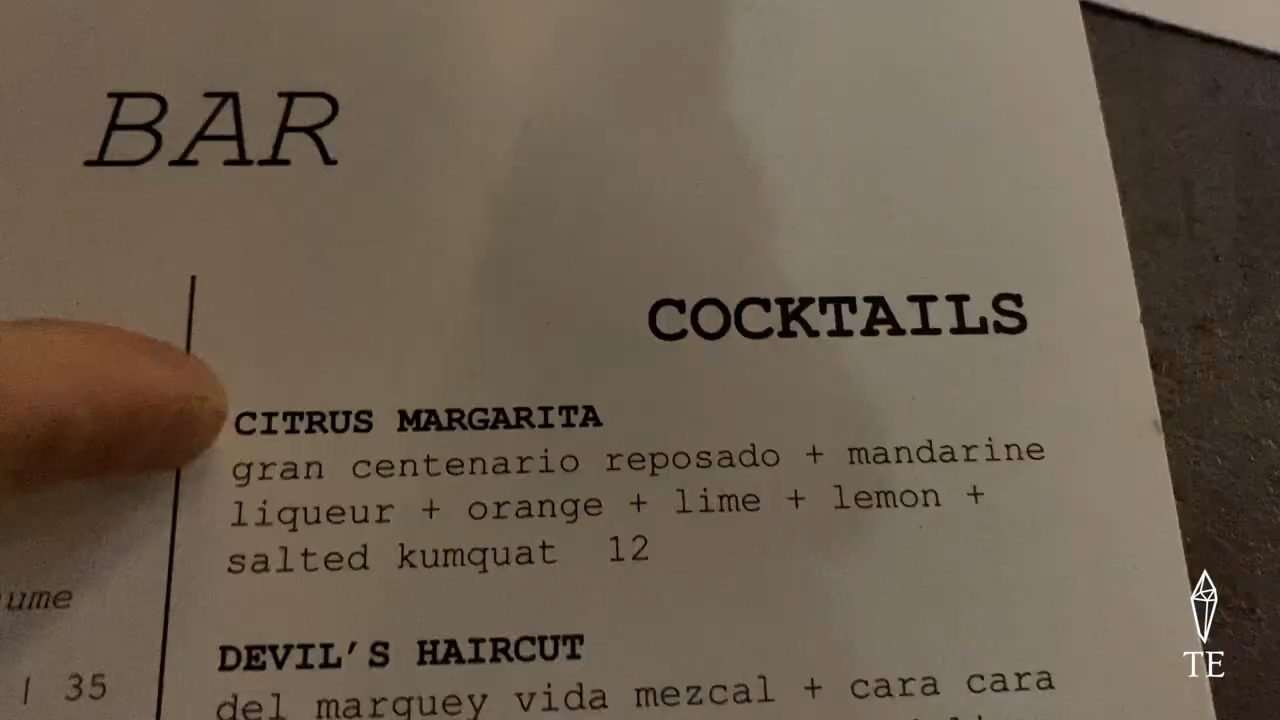 BAR
COCKTAILS
CITRUS MARGARITA
gran centenario reposado + mandarine
liqueur + orange + lime + lemon +
salted kumquat 12
ume
| 35
DEVIL'S HAIRCUT
del marquey vida mezcal + cara cara
TE